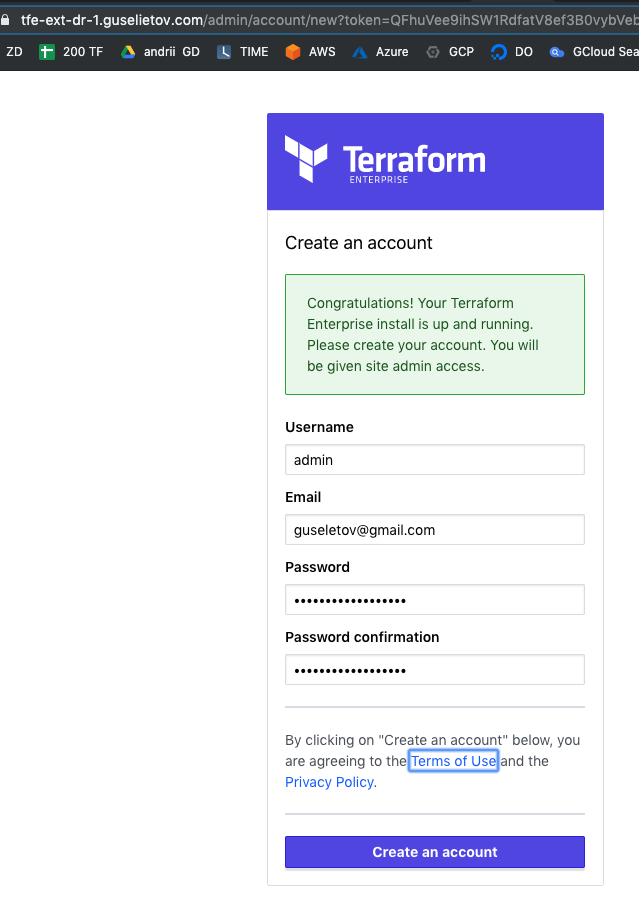 tfe-ext-dr-1.guselietov.com/admin/account/new?token=QFhuVee9ihSW1RdfatV8ef3B0vybVeb
ZD 200 TF andrii GD TIME AWS Azure GCP DO GCloud Sea
Terraform
ENTERPRISE
Create an account
Congratulations! Your Terraform
Enterprise install is up and running.
Please create your account. You will
be given site admin access.
Username
admin
Email
guseletov@gmail.com
Password
••••••••••••••••••
Password confirmation
••••••••••••••••••
By clicking on "Create an account" below, you
are agreeing to the Terms of Use and the
Privacy Policy.
Create an account